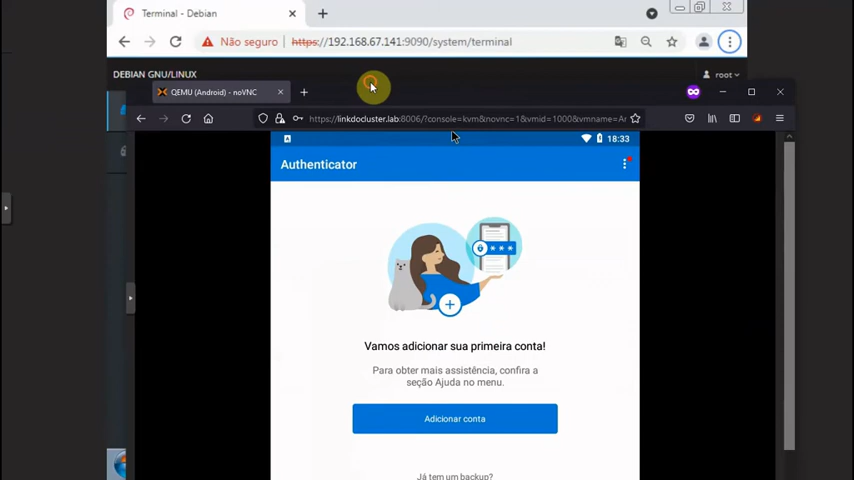 Terminal - Debian
Não seguro
https://192.168.67.141:9090/system/terminal
DEBIAN GNU/LINUX
root
QEMU (Android) - noVNC
https://linkdocluster.lab:8006/?console=kvm&novnc=1&vmid=1000&vmname=Ar
18:33
Authenticator
Vamos adicionar sua primeira conta!
Para obter mais assistência, confira a
seção Ajuda no menu.
Adicionar conta
Já tem um backup?